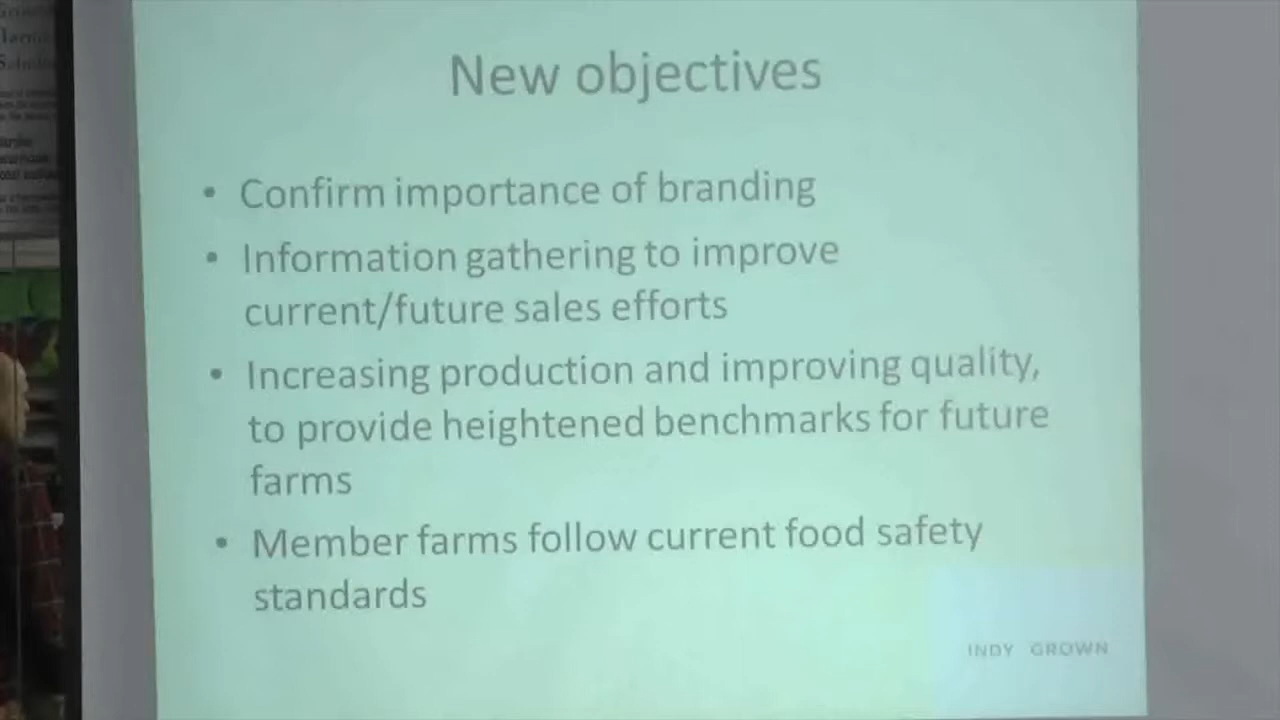 New objectives
• Confirm importance of branding
• Information gathering to improve
current/future sales efforts
• Increasing production and improving quality,
to provide heightened benchmarks for future
farms
• Member farms follow current food safety
standards
INDY GROWN